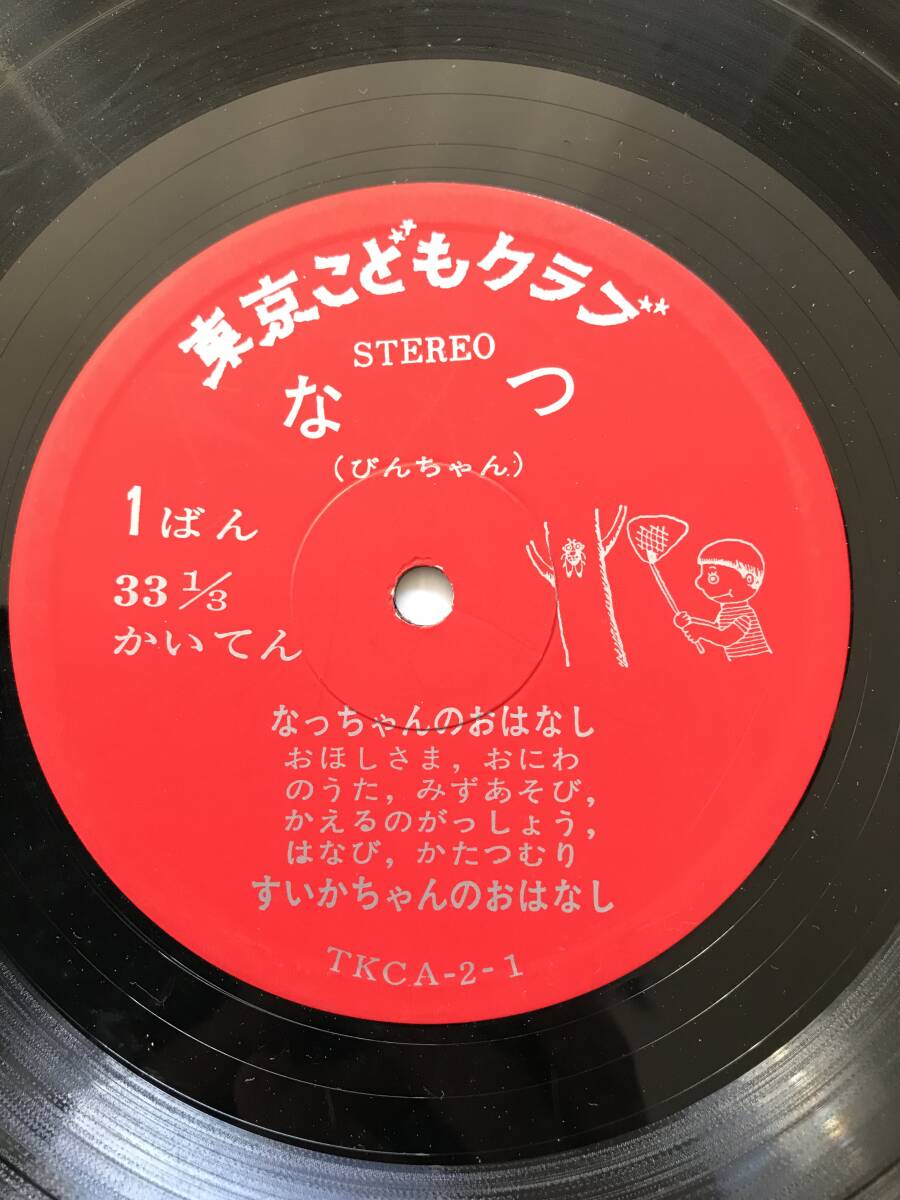 東京こどもクラブ
STEREO
なつ
(びんちゃん)
1ばん
33 1/3
かいてん
なっちゃんのおはなし
おほしさま，おにわ
のうた，みずあそび，
かえるのがっしょう，
はなび，かたつむり
すいかちゃんのおはなし
TKCA-2-1